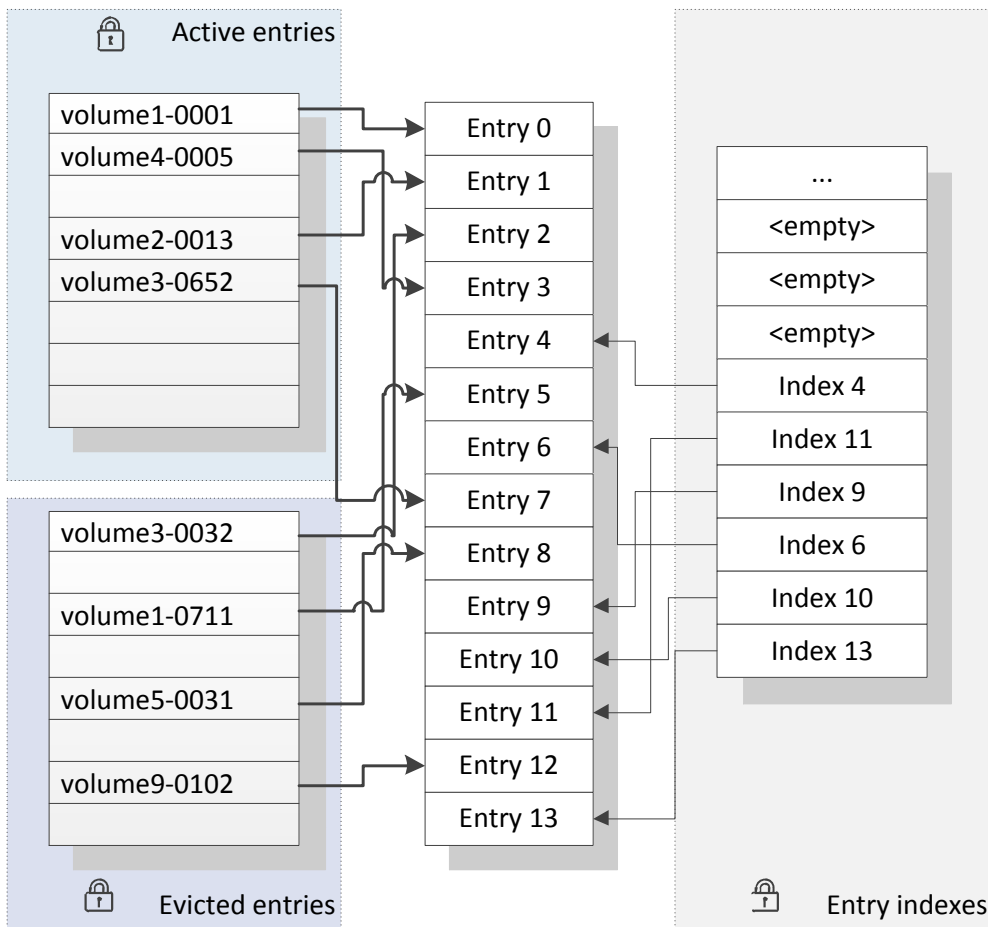 Active entries
volume1-0001
volume4-0005
volume2-0013
volume3-0652
volume3-0032
volume1-0711
volume5-0031
volume9-0102
Evicted entries
Entry 0
Entry 1
Entry 2
Entry 3
Entry 4
Entry 5
Entry 6
Entry 7
Entry 8
Entry 9
Entry 10
Entry 11
Entry 12
Entry 13
...
<empty>
<empty>
<empty>
Index 4
Index 11
Index 9
Index 6
Index 10
Index 13
Entry indexes